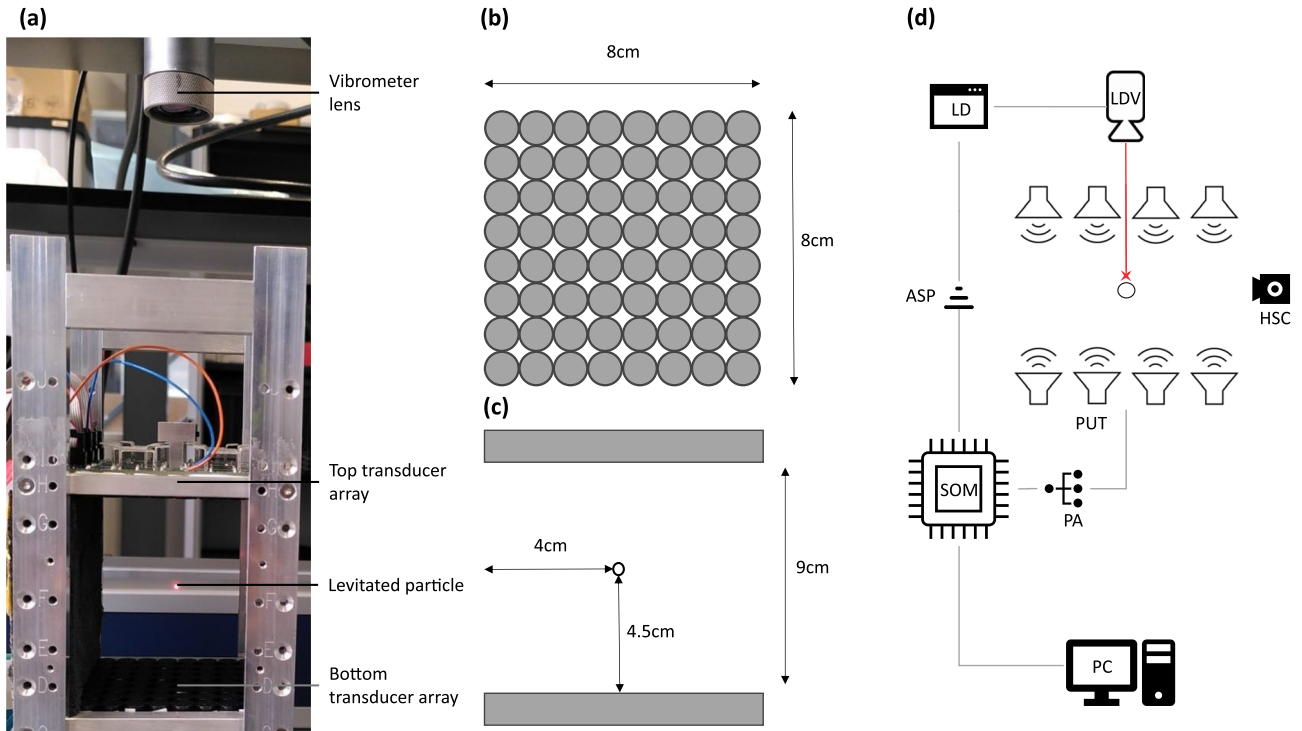 (a)
Vibrometer
lens
Top transducer
array
Levitated particle
Bottom
transducer array
J
H
G
F
E
D
(b)
8cm
8cm
(c)
4cm
4.5cm
9cm
(d)
LD
LDV
ASP
HSC
PUT
SOM
PA
PC